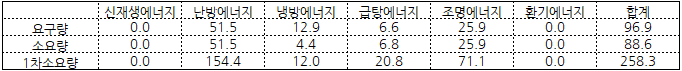 신재생에너지 난방에너지 냉방에너지 급탕에너지 조명에너지 환기에너지 합계
요구량 0.0 51.5 12.9 6.6 25.9 0.0 96.9
소요량 0.0 51.5 4.4 6.8 25.9 0.0 88.6
1차소요량 0.0 154.4 12.0 20.8 71.1 0.0 258.3